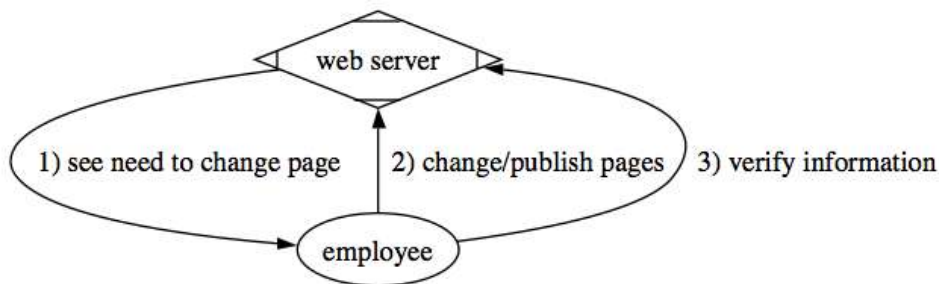 web server
1) see need to change page
2) change/publish pages
3) verify information
employee